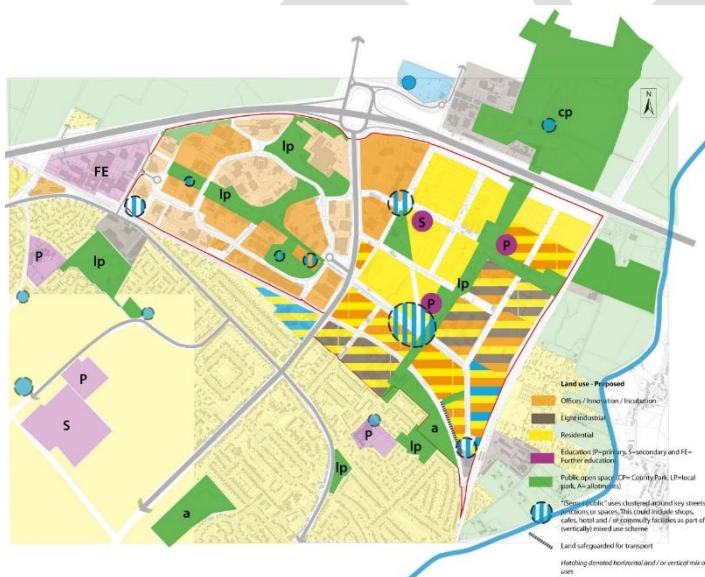 cp
N
lp
FE
lp
S
P
P
lp
lp
P
P
S
P
a
lp
lp
a
Land use - Proposed
Offices / Innovation / Incubation
Light industrial
Residential
Education (P=primary, S=secondary and FE=
Further education)
Public open space (CP= County Park, LP=local
park, A= allotments)
"(Semi-) public" uses clustered around key streets,
junctions or spaces. This could include shops,
cafes, hotel and / or community facilities as part of
(vertically) mixed use scheme
Land safeguarded for transport
Hatching denoted horizontal and / or vertical mix of
uses